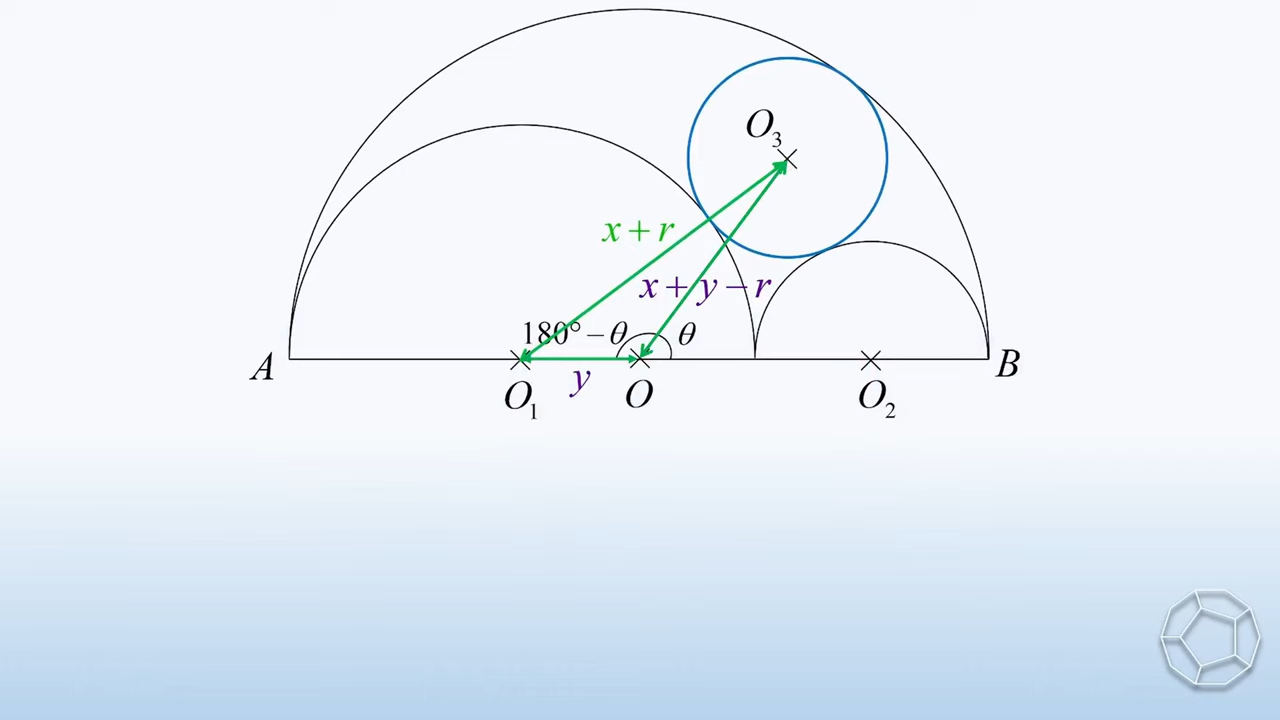 O₃
x + r
x + y − r
180° − θ
θ
A
B
y
O₁
O
O₂